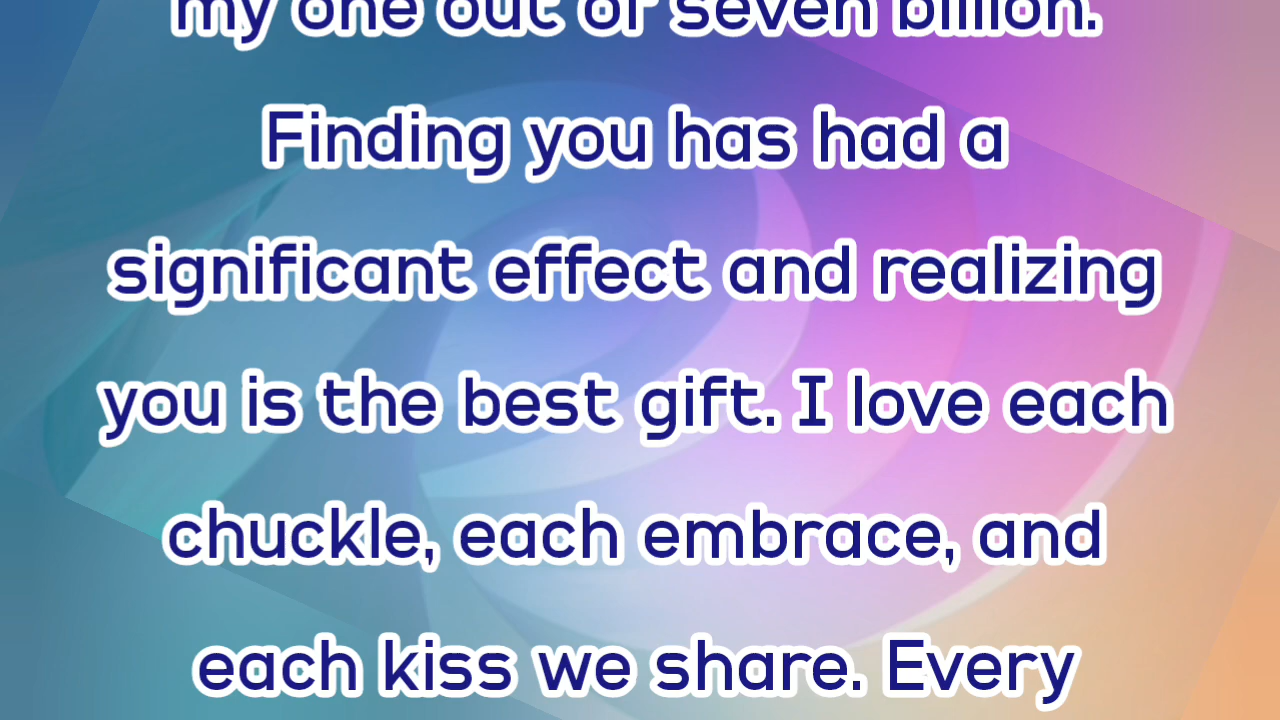 my one out of seven billion.
Finding you has had a
significant effect and realizing
you is the best gift. I love each
chuckle, each embrace, and
each kiss we share. Every